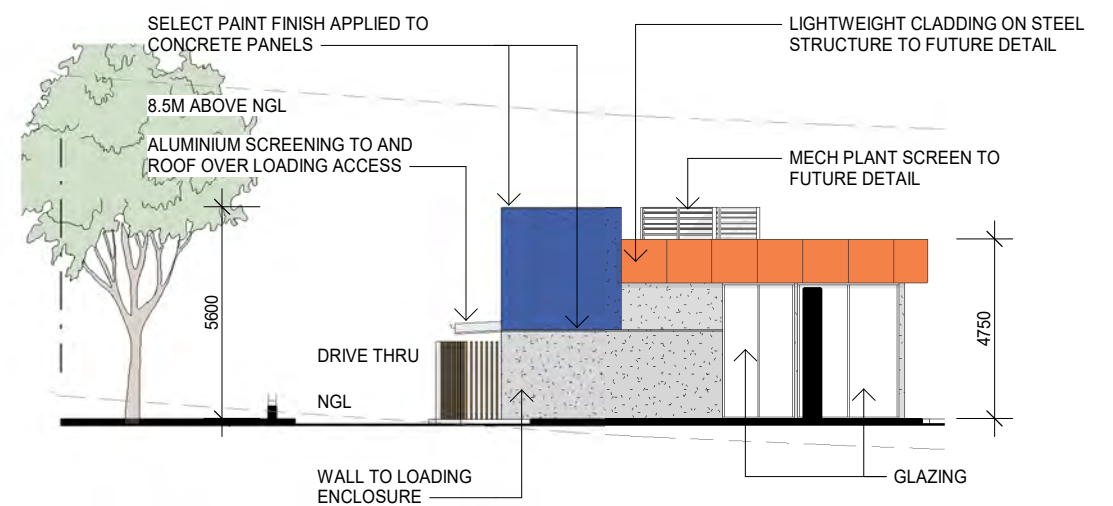 SELECT PAINT FINISH APPLIED TO
CONCRETE PANELS
LIGHTWEIGHT CLADDING ON STEEL
STRUCTURE TO FUTURE DETAIL
8.5M ABOVE NGL
ALUMINIUM SCREENING TO AND
ROOF OVER LOADING ACCESS
MECH PLANT SCREEN TO
FUTURE DETAIL
5600
4750
DRIVE THRU
NGL
WALL TO LOADING
ENCLOSURE
GLAZING